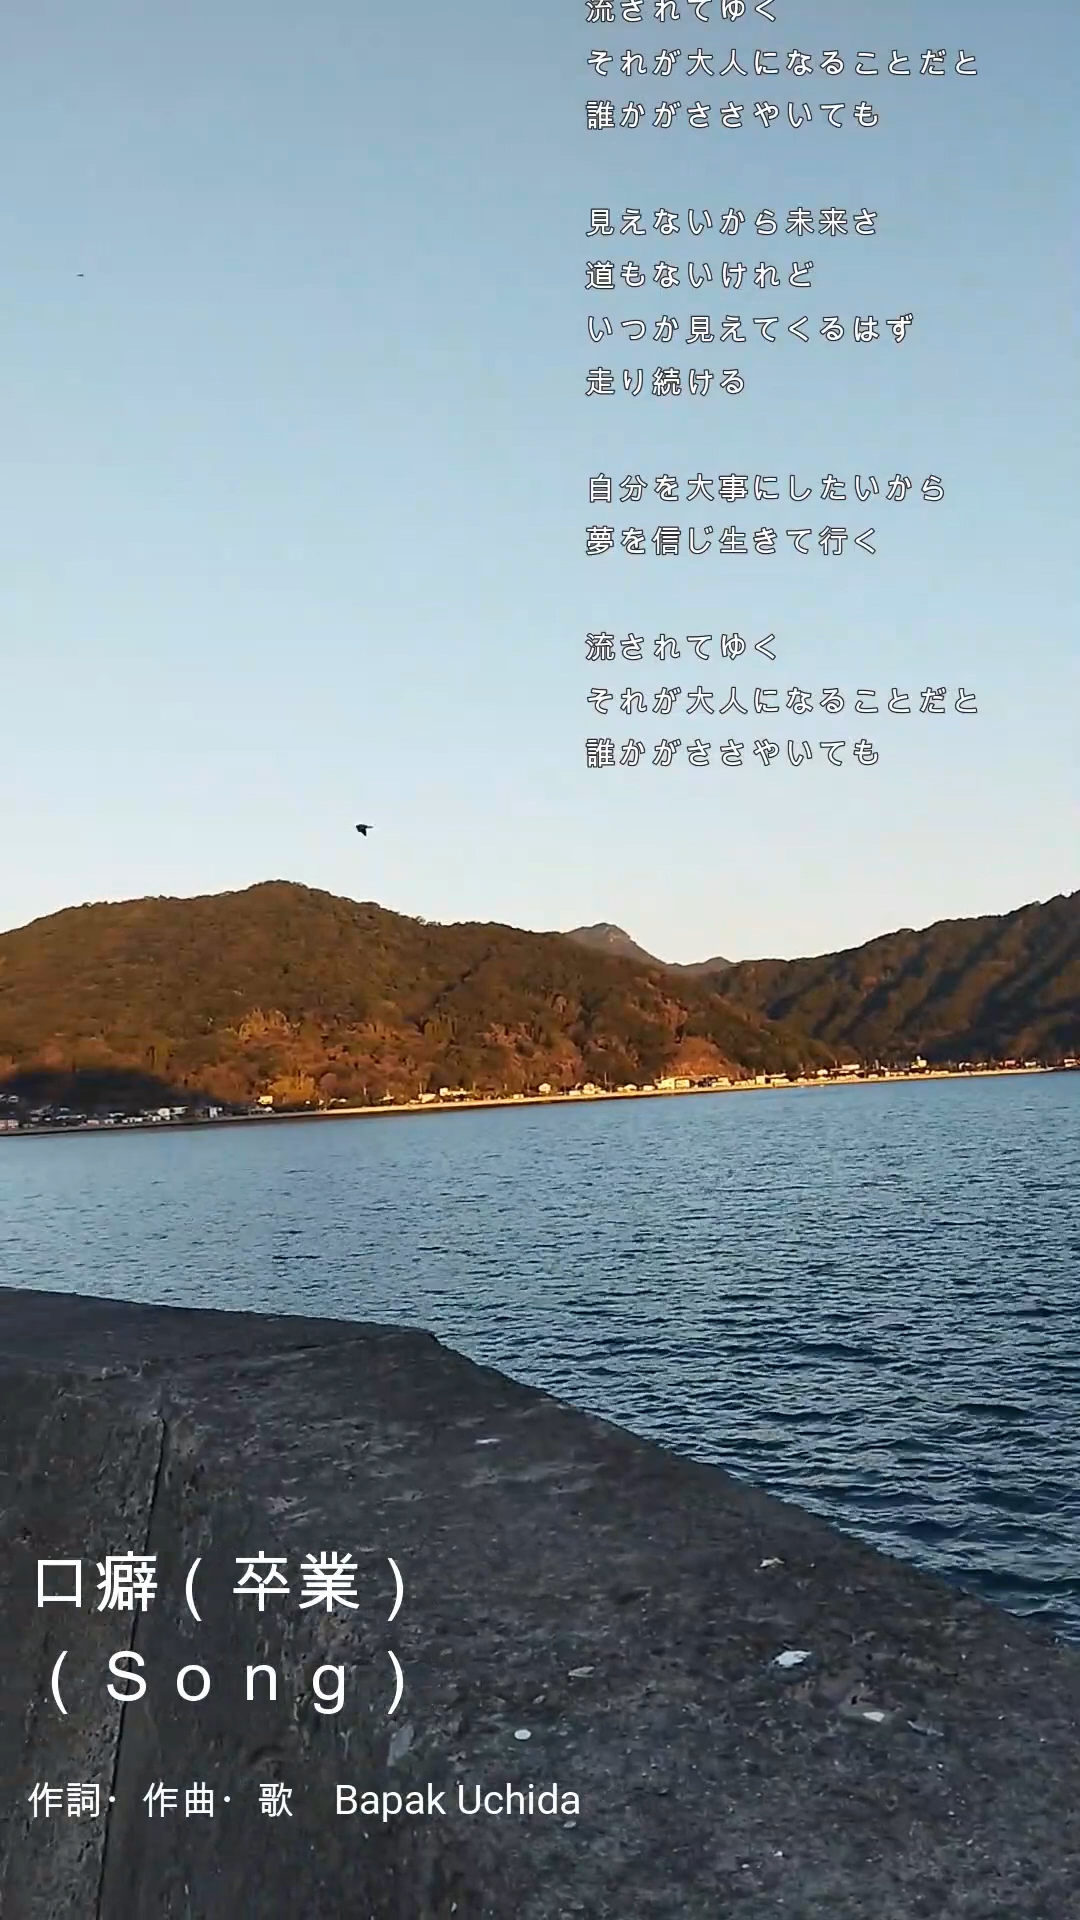 流されてゆく
それが大人になることだと
誰かがささやいても
見えないから未来さ
道もないけれど
いつか見えてくるはず
走り続ける
自分を大事にしたいから
夢を信じ生きて行く
流されてゆく
それが大人になることだと
誰かがささやいても
口癖(卒業)
(Song)
作詞・作曲・歌　Bapak Uchida